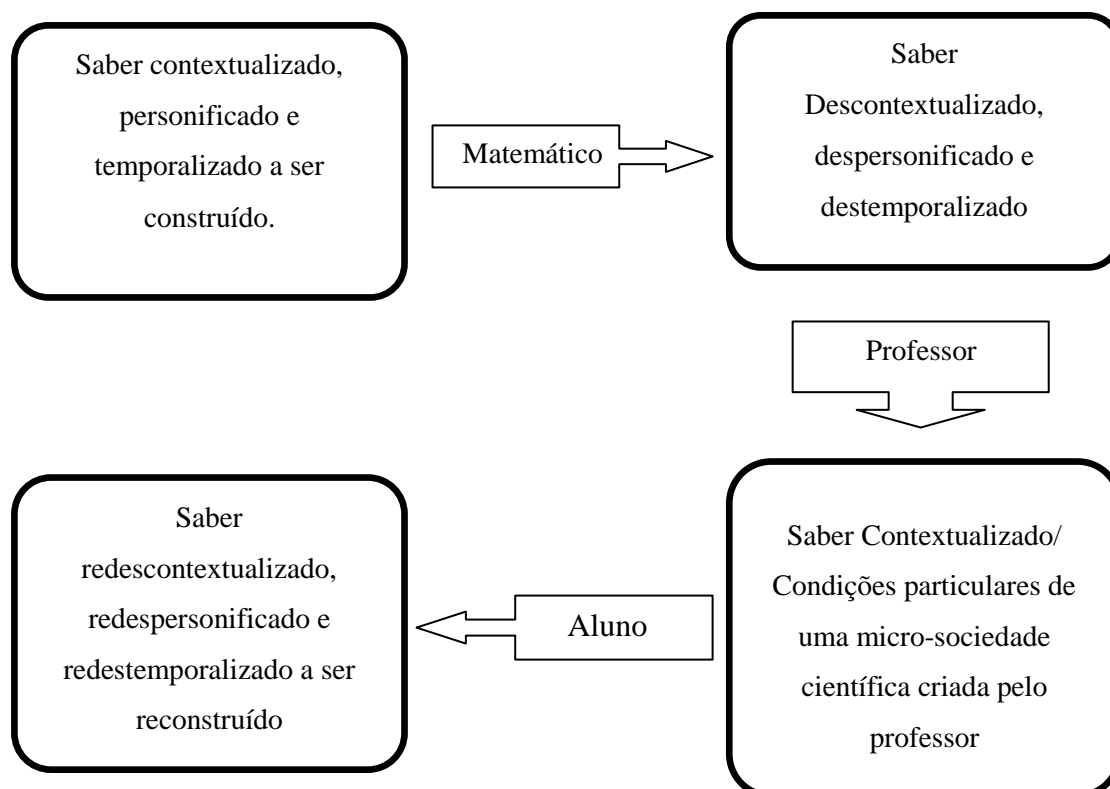 Saber contextualizado,
personificado e
temporalizado a ser
construído.
Matemático
Saber
Descontextualizado,
despersonificado e
destemporalizado
Professor
Saber Contextualizado/
Condições particulares de
uma micro-sociedade
científica criada pelo
professor
Aluno
Saber
redescontextualizado,
redespersonificado e
redestemporalizado a ser
reconstruído